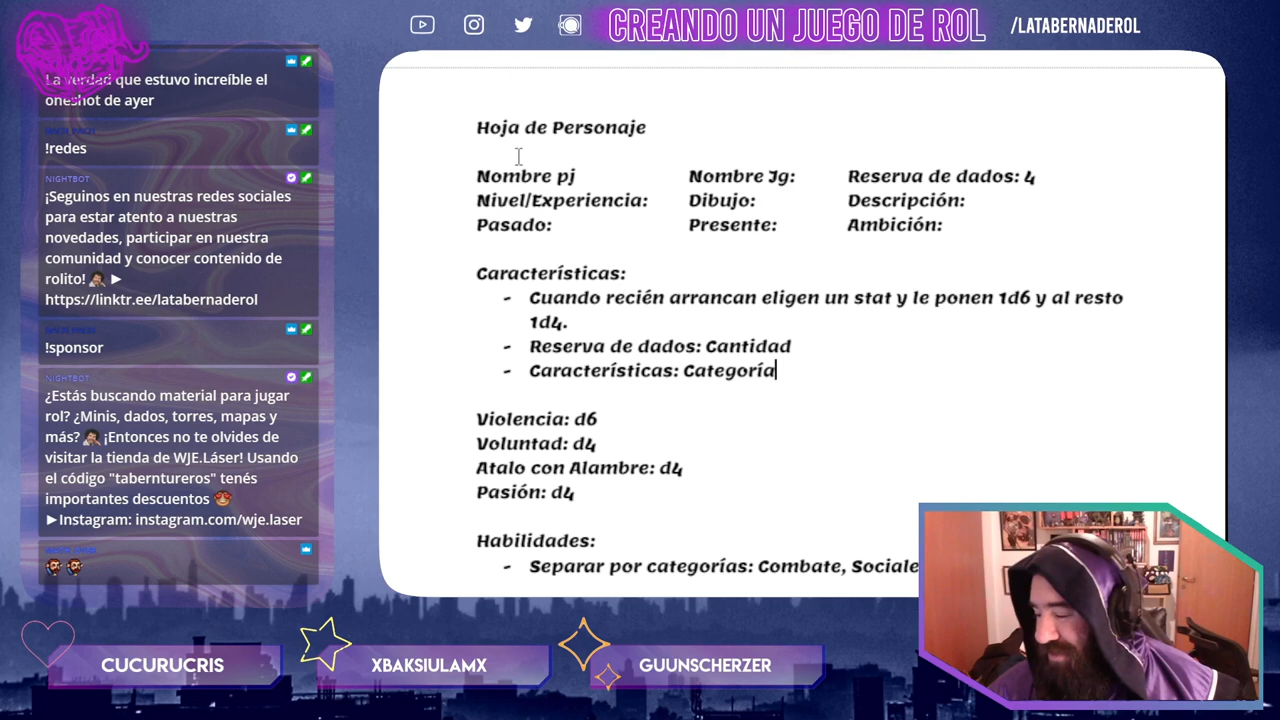 CREANDO UN JUEGO DE ROL
/LATABERNADEROL
La verdad que estuvo increíble el
oneshot de ayer
!redes
NIGHTBOT
¡Seguinos en nuestras redes sociales
para estar atento a nuestras
novedades, participar en nuestra
comunidad y conocer contenido de
rolito! ►
https://linktr.ee/latabernaderol
!sponsor
NIGHTBOT
¿Estás buscando material para jugar
rol? ¿Minis, dados, torres, mapas y
más? ¡Entonces no te olvides de
visitar la tienda de WJE.Láser! Usando
el código "taberntureros" tenés
importantes descuentos
►Instagram: instagram.com/wje.laser
Hoja de Personaje
Nombre pj Nombre Jg: Reserva de dados: 4
Nivel/Experiencia: Dibujo: Descripción:
Pasado: Presente: Ambición:
Características:
- Cuando recién arrancan eligen un stat y le ponen 1d6 y al resto
1d4.
- Reserva de dados: Cantidad
- Características: Categoría
Violencia: d6
Voluntad: d4
Atalo con Alambre: d4
Pasión: d4
Habilidades:
- Separar por categorías: Combate, Sociale
CUCURUCRIS
XBAKSIULAMX
GUUNSCHERZER